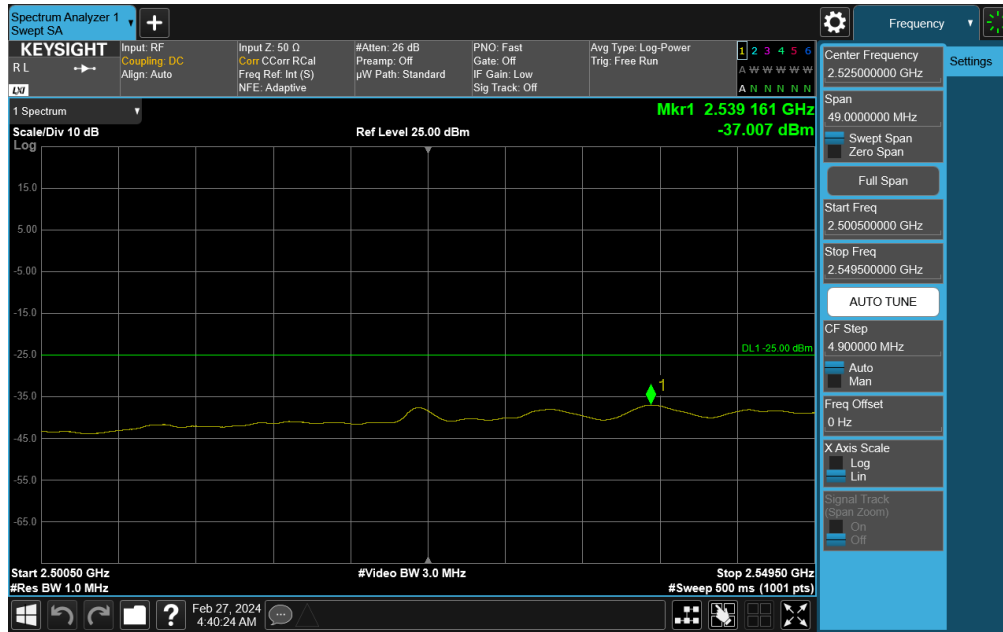 Spectrum Analyzer 1
Swept SA
Frequency
KEYSIGHT
R L
LXI
Input: RF
Coupling: DC
Align: Auto
Input Z: 50 Ω
Corr CCorr RCal
Freq Ref: Int (S)
NFE: Adaptive
#Atten: 26 dB
Preamp: Off
µW Path: Standard
PNO: Fast
Gate: Off
IF Gain: Low
Sig Track: Off
Avg Type: Log-Power
Trig: Free Run
1 2 3 4 5 6
A W W W W W
A N N N N N
1 Spectrum
Scale/Div 10 dB
Log
Ref Level 25.00 dBm
Mkr1 2.539 161 GHz
-37.007 dBm
15.0
5.00
-5.00
-15.0
-25.0
-35.0
-45.0
-55.0
-65.0
DL1 -25.00 dBm
1
Start 2.50050 GHz
#Res BW 1.0 MHz
#Video BW 3.0 MHz
Stop 2.54950 GHz
#Sweep 500 ms (1001 pts)
Center Frequency
2.525000000 GHz
Settings
Span
49.0000000 MHz
Swept Span
Zero Span
Full Span
Start Freq
2.500500000 GHz
Stop Freq
2.549500000 GHz
AUTO TUNE
CF Step
4.900000 MHz
Auto
Man
Freq Offset
0 Hz
X Axis Scale
Log
Lin
Signal Track
(Span Zoom)
On
Off
?
Feb 27, 2024
4:40:24 AM